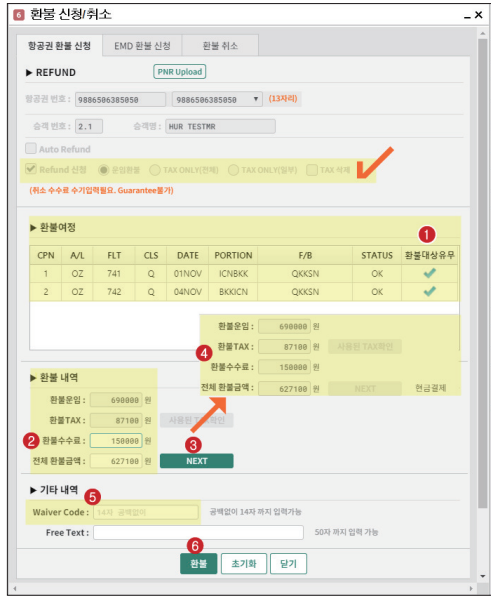 6 환불 신청/취소
항공권 환불 신청 EMD 환불 신청 환불 취소
▶ REFUND PNR Upload
항공권 번호 : 9886506385050 9886506385050 (13자리)
승객 번호 : 2.1 승객명 : HUR TESTMR
Auto Refund
Refund 신청 운임환불 TAX ONLY(전체) TAX ONLY(일부) TAX 삭제
(취소 수수료 수기입력필요. Guarantee불가)
▶ 환불여정
1
CPN A/L FLT CLS DATE PORTION F/B STATUS 환불대상유무
1 OZ 741 Q 01NOV ICNBKK QKKSN OK
2 OZ 742 Q 04NOV BKKICN QKKSN OK
환불운임 : 690000 원
4 환불TAX : 87100 원 사용된 TAX확인
환불수수료 : 150000 원
전체 환불금액 : 627100 원 NEXT 현금결제
▶ 환불 내역
환불운임 : 690000 원
환불TAX : 87100 원 사용된 TAX확인
2 환불수수료 : 150000 원 3
전체 환불금액 : 627100 원 NEXT
▶ 기타 내역
5
Waiver Code : 14자 공백없이 공백없이 14자 까지 입력가능
Free Text : 50자 까지 입력 가능
6
환불 초기화 닫기